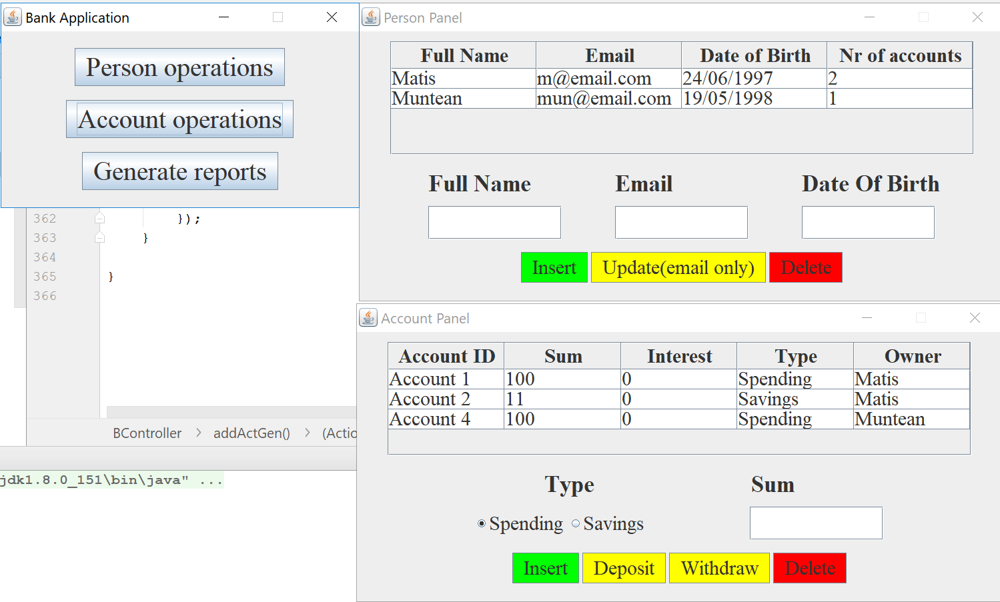 Bank Application
Person operations
Account operations
Generate reports
362 });
363 }
364
365 }
366
BController > addActGen() > (Actio
jdk1.8.0_151\bin\java" ...
Person Panel
Full Name Email Date of Birth Nr of accounts
Matis m@email.com 24/06/1997 2
Muntean mun@email.com 19/05/1998 1
Full Name Email Date Of Birth
Insert Update(email only) Delete
Account Panel
Account ID Sum Interest Type Owner
Account 1 100 0 Spending Matis
Account 2 11 0 Savings Matis
Account 4 100 0 Spending Muntean
Type Sum
Spending Savings
Insert Deposit Withdraw Delete